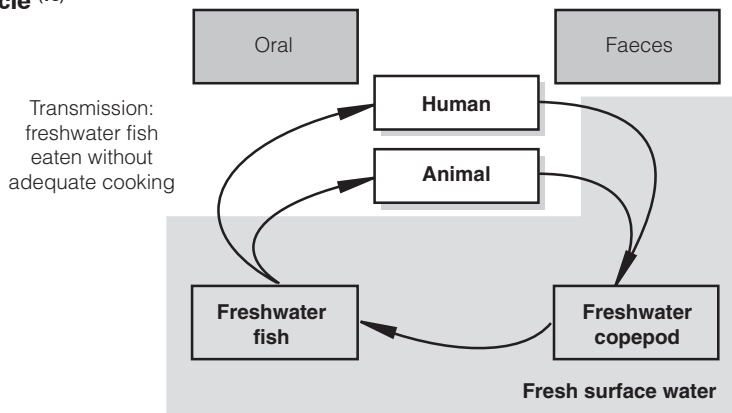 cle (16)
Oral
Faeces
Transmission:
freshwater fish
eaten without
adequate cooking
Human
Animal
Freshwater
fish
Freshwater
copepod
Fresh surface water